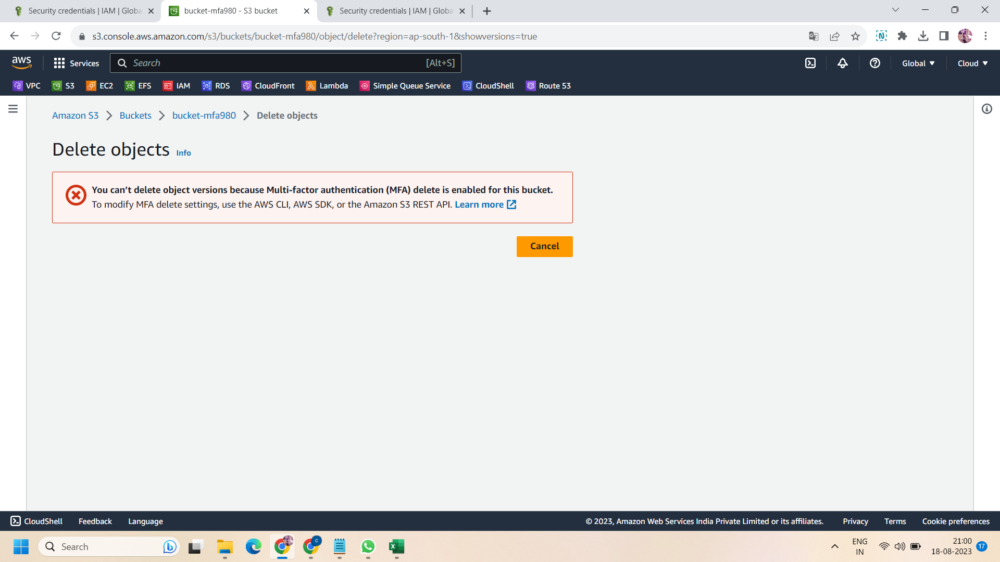 Security credentials | IAM | Globa
bucket-mfa980 - S3 bucket
Security credentials | IAM | Globa
s3.console.aws.amazon.com/s3/buckets/bucket-mfa980/object/delete?region=ap-south-1&showversions=true
aws
Services
Search
[Alt+S]
Global
Cloud
VPC
S3
EC2
EFS
IAM
RDS
CloudFront
Lambda
Simple Queue Service
CloudShell
Route 53
Amazon S3
Buckets
bucket-mfa980
Delete objects
Delete objects Info
You can’t delete object versions because Multi-factor authentication (MFA) delete is enabled for this bucket.
To modify MFA delete settings, use the AWS CLI, AWS SDK, or the Amazon S3 REST API. Learn more
Cancel
CloudShell
Feedback
Language
© 2023, Amazon Web Services India Private Limited or its affiliates.
Privacy
Terms
Cookie preferences
Search
ENG
IN
21:00
18-08-2023
17